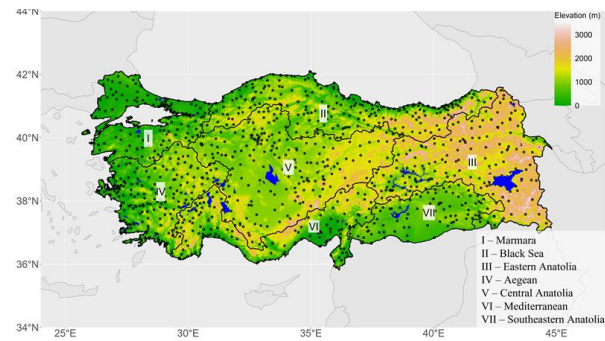 44°N
Elevation (m)
3000
2000
1000
0
42°N
II
I
40°N
V
III
IV
38°N
VII
VI
I – Marmara
II – Black Sea
III – Eastern Anatolia
IV – Aegean
V – Central Anatolia
VI – Mediterranean
VII – Southeastern Anatolia
36°N
34°N
25°E
30°E
35°E
40°E
45°E